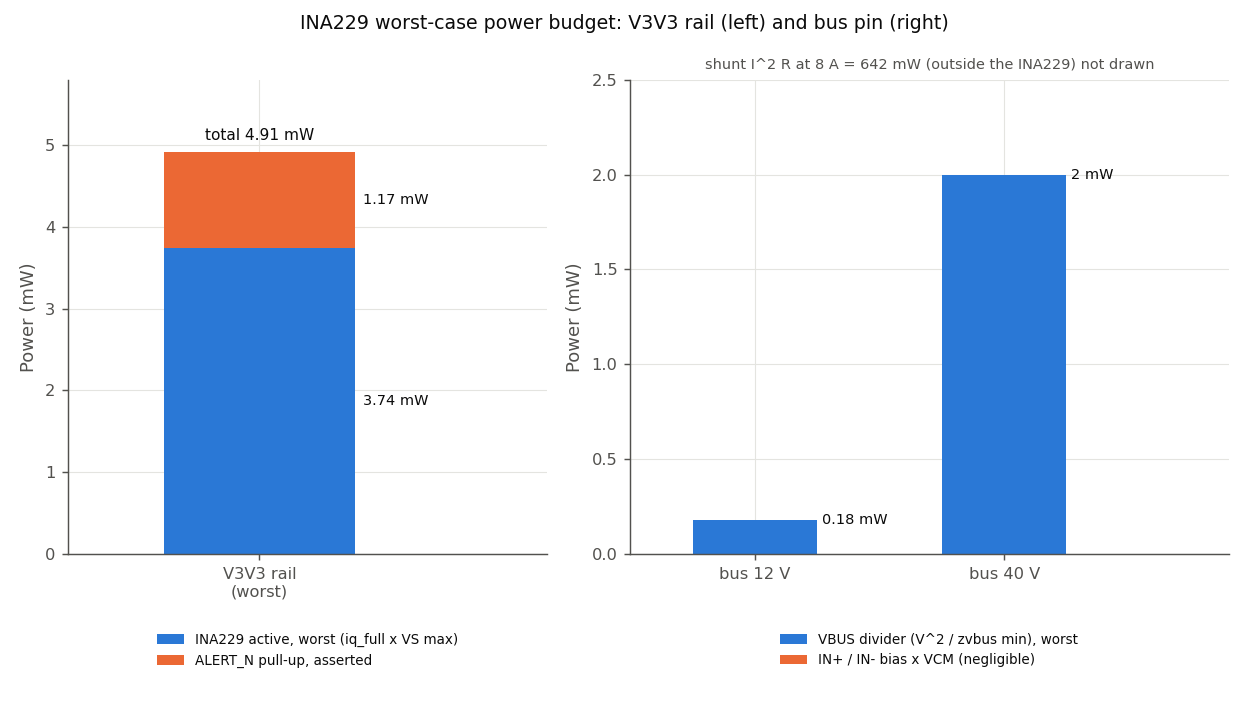 INA229 worst-case power budget: V3V3 rail (left) and bus pin (right)
Power (mW)
5
4
3
2
1
0
total 4.91 mW
1.17 mW
3.74 mW
V3V3 rail
(worst)
INA229 active, worst (iq_full x VS max)
ALERT_N pull-up, asserted
shunt I^2 R at 8 A = 642 mW (outside the INA229) not drawn
Power (mW)
2.5
2.0
1.5
1.0
0.5
0.0
0.18 mW
2 mW
bus 12 V
bus 40 V
VBUS divider (V^2 / zvbus min), worst
IN+ / IN- bias x VCM (negligible)